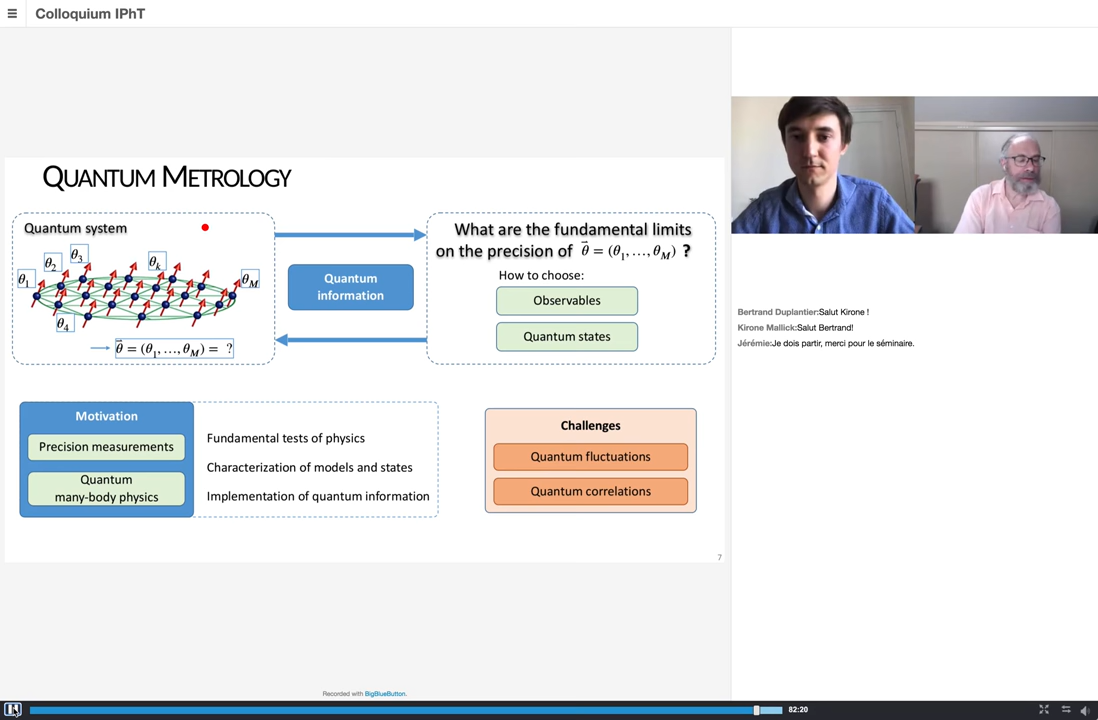 Colloquium IPhT
QUANTUM METROLOGY
Quantum system
θ₁
θ₂
θ₃
θ₄
θₖ
θ_M
θ⃗ = (θ₁,…,θ_M) = ?
Quantum
information
What are the fundamental limits
on the precision of θ⃗ = (θ₁,…,θ_M) ?
How to choose:
Observables
Quantum states
Motivation
Precision measurements
Quantum
many-body physics
Fundamental tests of physics
Characterization of models and states
Implementation of quantum information
Challenges
Quantum fluctuations
Quantum correlations
7
Bertrand Duplantier:Salut Kirone !
Kirone Mallick:Salut Bertrand!
Jérémie:Je dois partir, merci pour le séminaire.
Recorded with BigBlueButton.
82:20